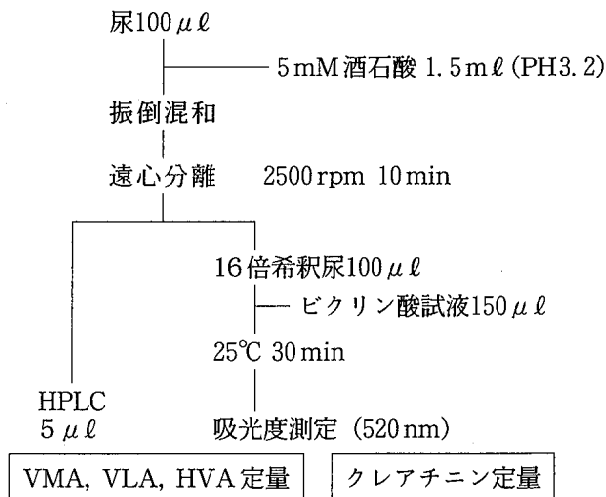 尿100μℓ
5mM酒石酸 1.5mℓ (PH3.2)
振倒混和
遠心分離 2500rpm 10min
16倍希釈尿100μℓ
ビクリン酸試液150μℓ
25℃ 30min
HPLC
5μℓ
吸光度測定 (520nm)
VMA, VLA, HVA定量
クレアチニン定量